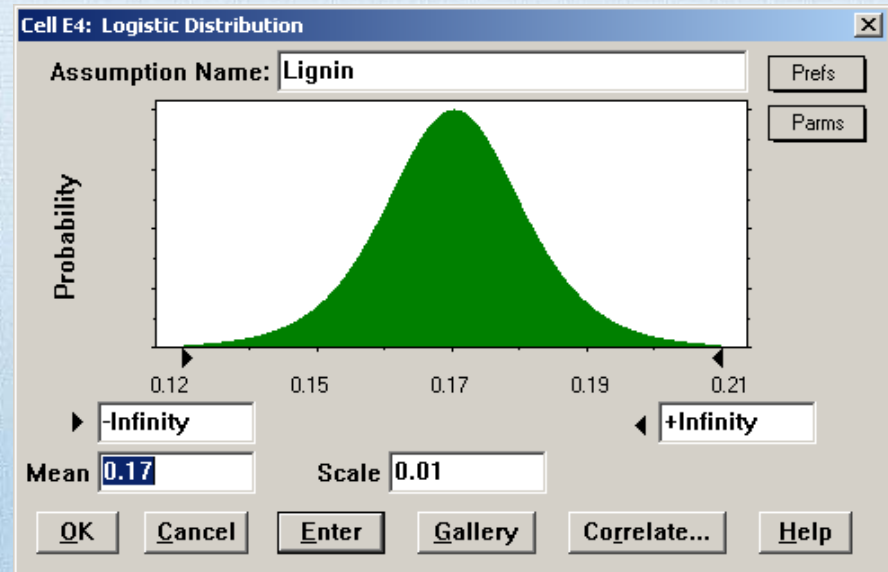 Cell E4: Logistic Distribution
Assumption Name: Lignin
Prefs
Parms
Probability
0.12 0.15 0.17 0.19 0.21
-Infinity +Infinity
Mean 0.17 Scale 0.01
OK Cancel Enter Gallery Correlate... Help